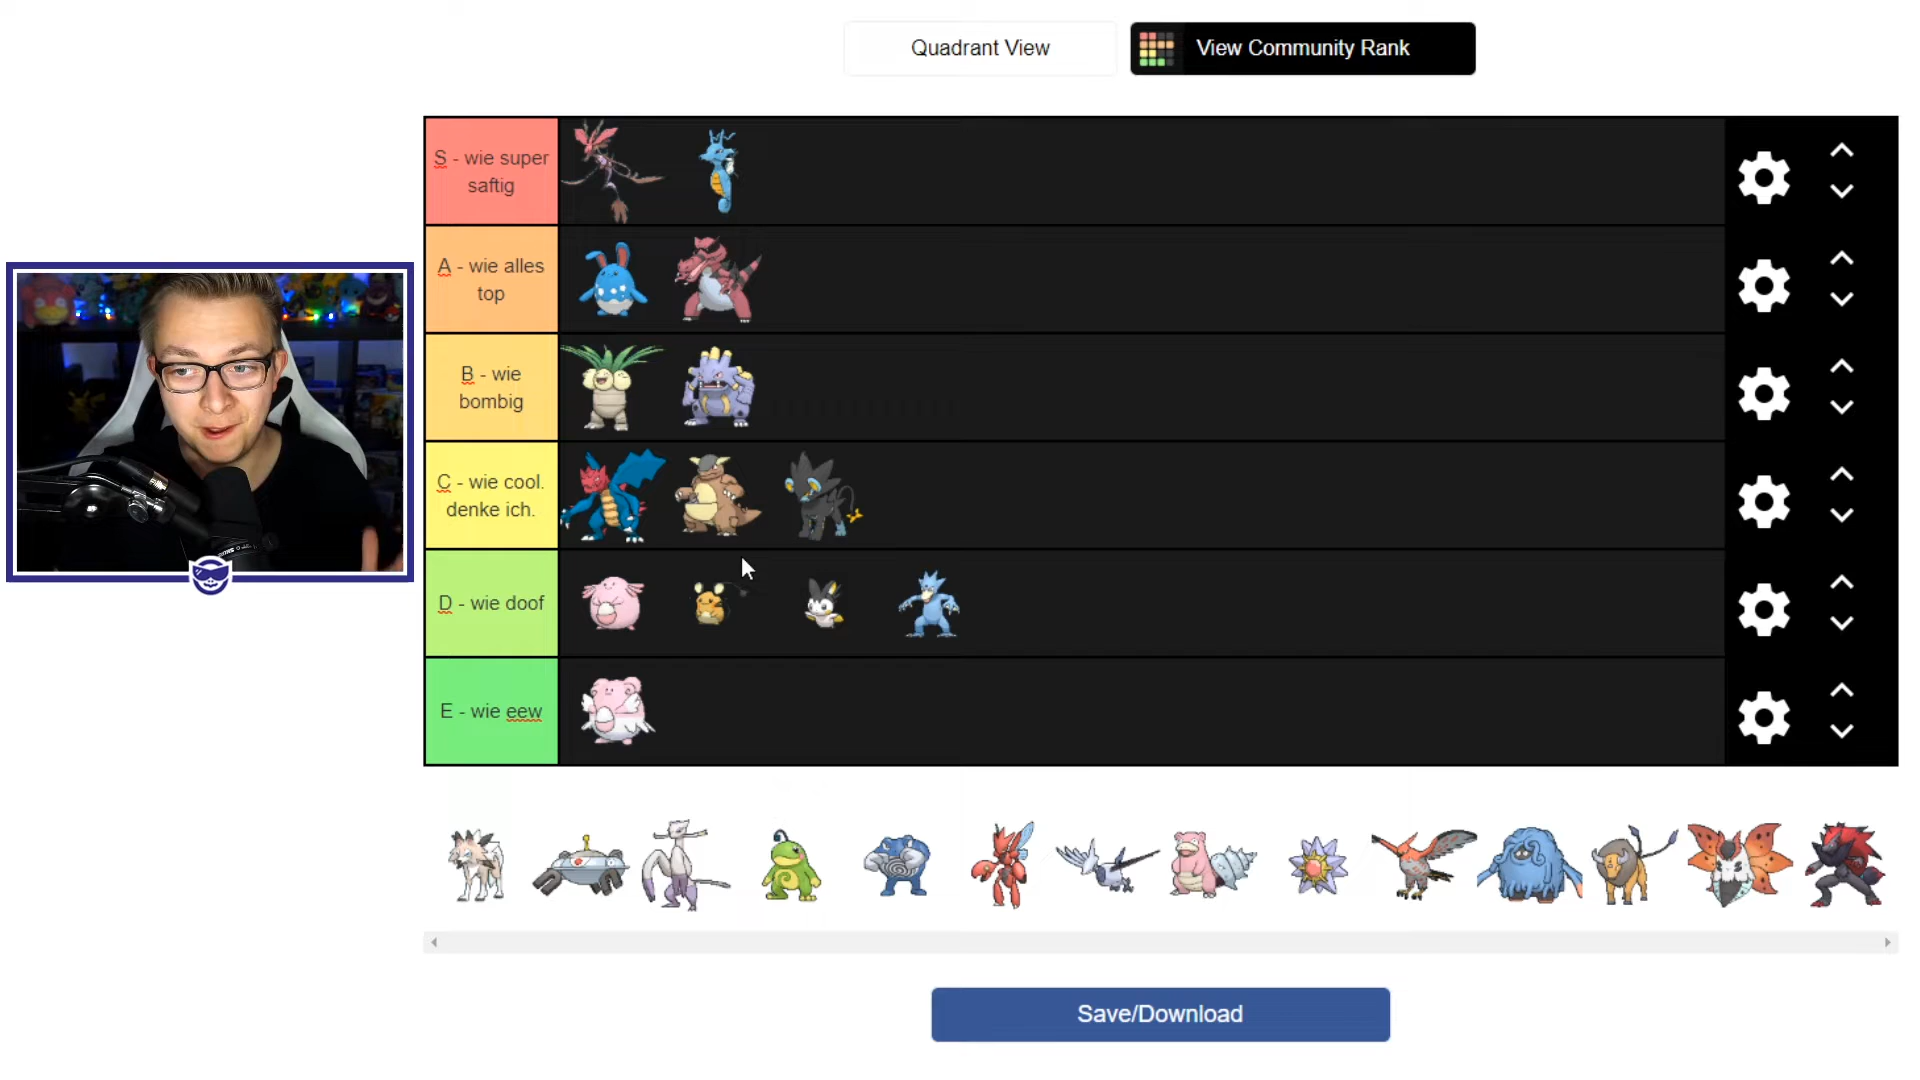 Quadrant View
View Community Rank
S - wie super
saftig
A - wie alles
top
B - wie
bombig
C - wie cool.
denke ich.
D - wie doof
E - wie eew
Save/Download